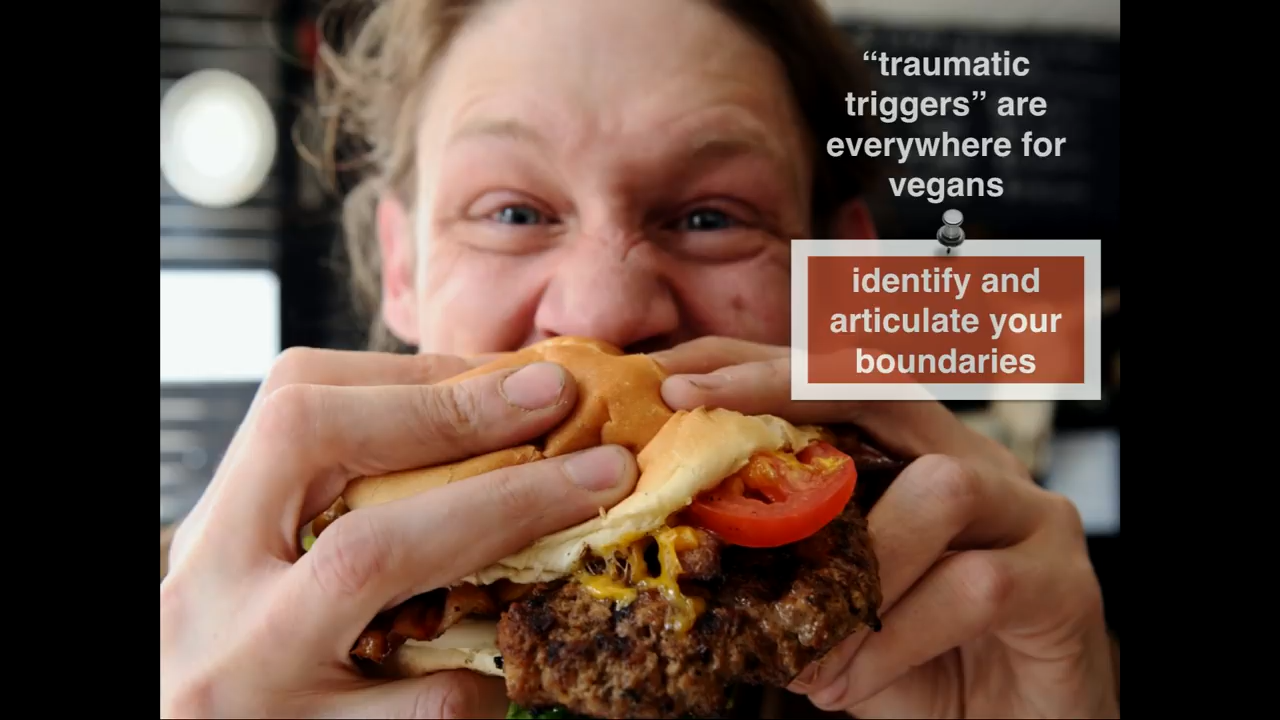 “traumatic
triggers” are
everywhere for
vegans
identify and
articulate your
boundaries